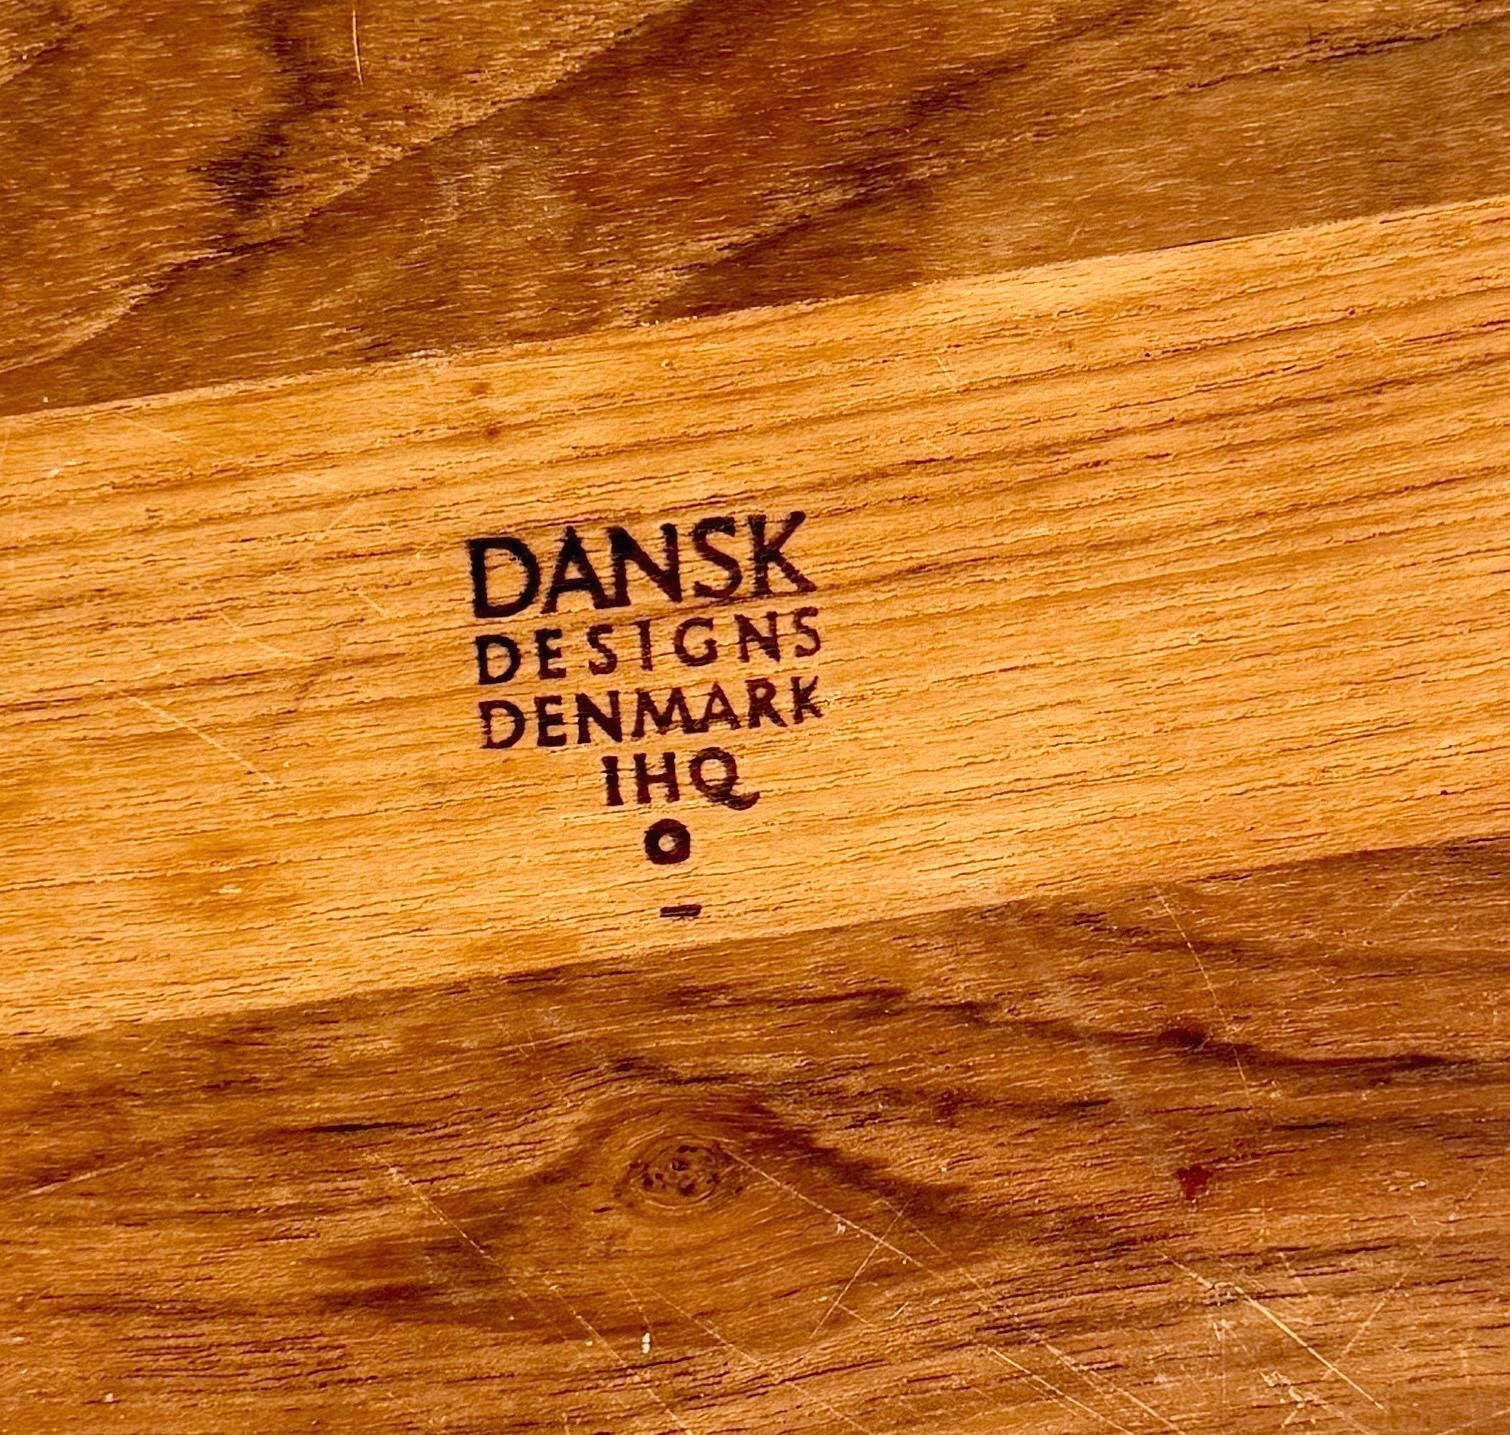 DANSK
DESIGNS
DENMARK
IHQ
O
–